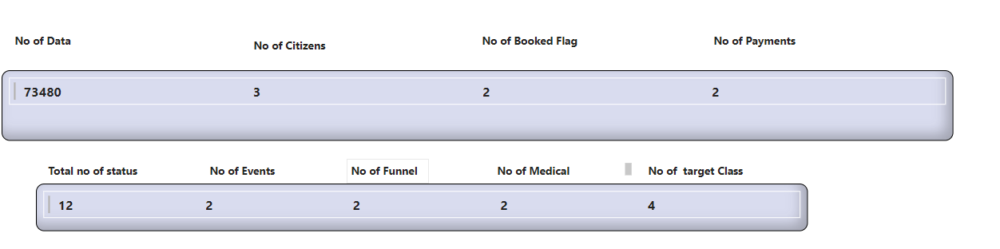 No of Data No of Citizens No of Booked Flag No of Payments
73480 3 2 2
Total no of status No of Events No of Funnel No of Medical No of  target Class
12 2 2 2 4